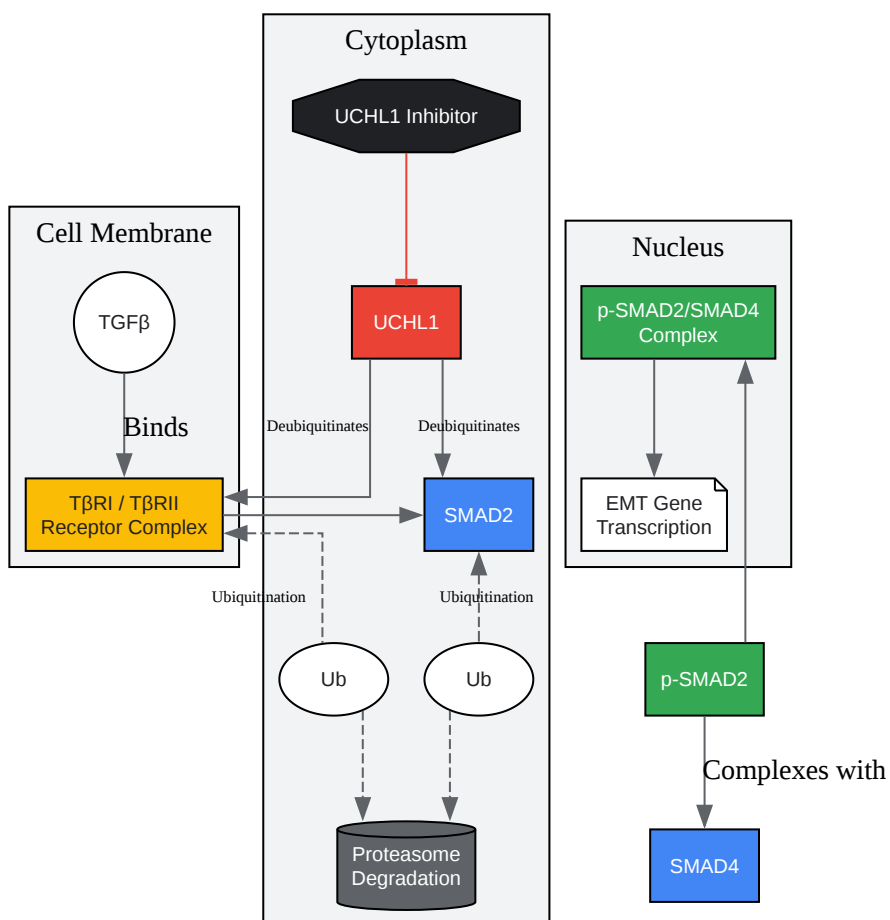 Cytoplasm
UCHL1 Inhibitor
Cell Membrane
Nucleus
TGFβ
UCHL1
p-SMAD2/SMAD4
Complex
Binds
Deubiquitinates
Deubiquitinates
TβRI / TβRII
Receptor Complex
SMAD2
EMT Gene
Transcription
Ubiquitination
Ubiquitination
Ub
Ub
p-SMAD2
Complexes with
Proteasome
Degradation
SMAD4